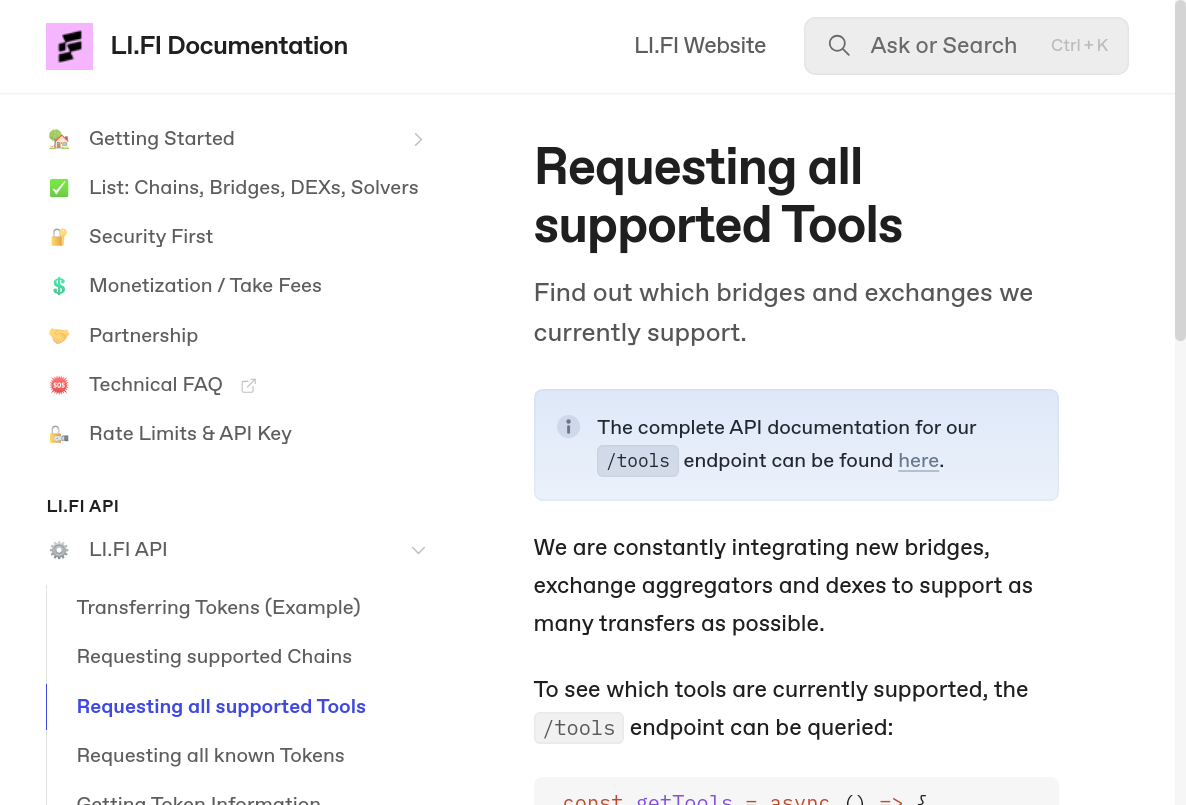 LI.FI Documentation
LI.FI Website
Ask or Search
Ctrl + K
Getting Started
List: Chains, Bridges, DEXs, Solvers
Security First
Monetization / Take Fees
Partnership
SOS
Technical FAQ
Rate Limits & API Key
LI.FI API
LI.FI API
Transferring Tokens (Example)
Requesting supported Chains
Requesting all supported Tools
Requesting all known Tokens
Getting Token Information
Requesting all
supported Tools
Find out which bridges and exchanges we
currently support.
The complete API documentation for our
/tools endpoint can be found here.
We are constantly integrating new bridges,
exchange aggregators and dexes to support as
many transfers as possible.
To see which tools are currently supported, the
/tools endpoint can be queried:
const getTools = async () => {